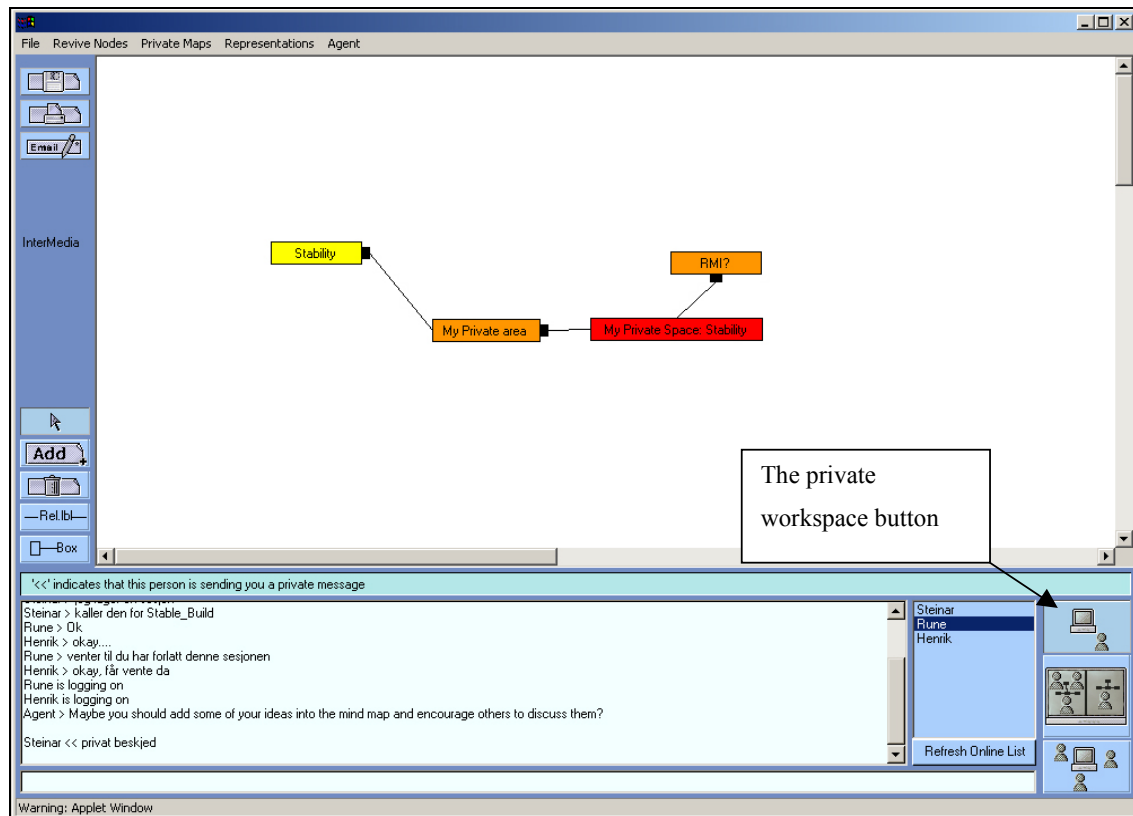 File Revive Nodes Private Maps Representations Agent
Email
InterMedia
Stability
RMI?
My Private area
My Private Space: Stability
Add
Rel.lbl
Box
The private
workspace button
'<<' indicates that this person is sending you a private message
Steinar > kaller den for Stable_Build
Rune > Ok
Henrik > okay....
Rune > venter til du har forlatt denne sesjonen
Henrik > okay, får vente da
Rune is logging on
Henrik is logging on
Agent > Maybe you should add some of your ideas into the mind map and encourage others to discuss them?
Steinar << privat beskjed
Steinar
Rune
Henrik
Refresh Online List
Warning: Applet Window